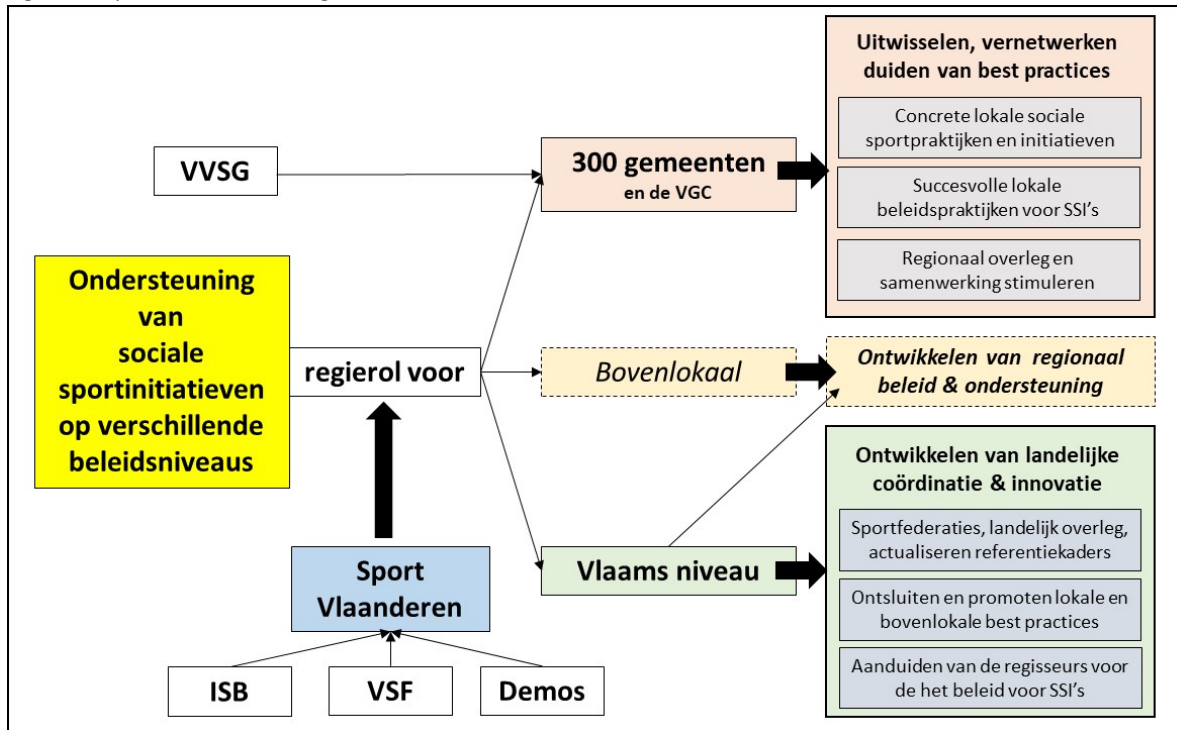 Uitwisselen, vernetwerken
duiden van best practices
Concrete lokale sociale
sportpraktijken en initiatieven
Succesvolle lokale
beleidspraktijken voor SSI's
Regionaal overleg en
samenwerking stimuleren
VVSG
300 gemeenten
en de VGC
Ondersteuning
van
sociale
sportinitiatieven
op verschillende
beleidsniveaus
regierol voor
Bovenlokaal
Ontwikkelen van regionaal
beleid & ondersteuning
Ontwikkelen van landelijke
coördinatie & innovatie
Sportfederaties, landelijk overleg,
actualiseren referentiekaders
Ontsluiten en promoten lokale en
bovenlokale best practices
Aanduiden van de regisseurs voor
de het beleid voor SSI's
Vlaams niveau
Sport
Vlaanderen
ISB
VSF
Demos